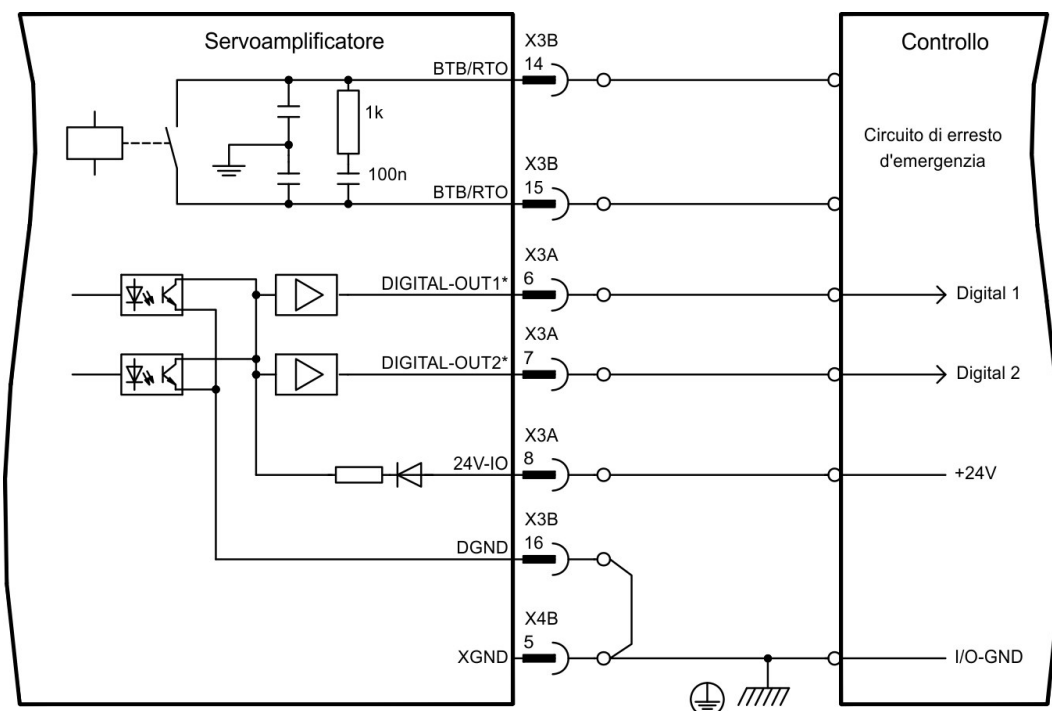 Servoamplificatore
X3B
Controllo
BTB/RTO
14
1k
Circuito di erresto
d'emergenzia
100n
X3B
BTB/RTO
15
X3A
DIGITAL-OUT1*
6
Digital 1
X3A
DIGITAL-OUT2*
7
Digital 2
X3A
24V-IO
8
+24V
X3B
DGND
16
X4B
XGND
5
I/O-GND